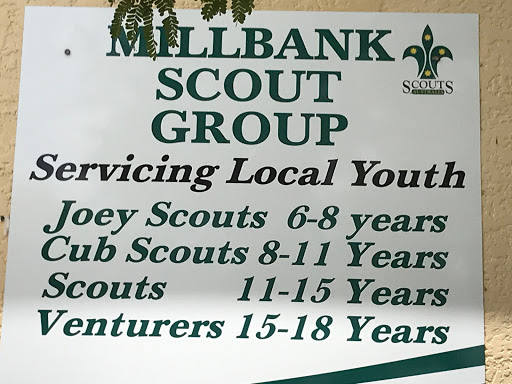 MILLBANK
SCOUT
GROUP
SCOUTS
AUSTRALIA
Servicing Local Youth
Joey Scouts 6-8 years
Cub Scouts 8-11 Years
Scouts 11-15 Years
Venturers 15-18 Years